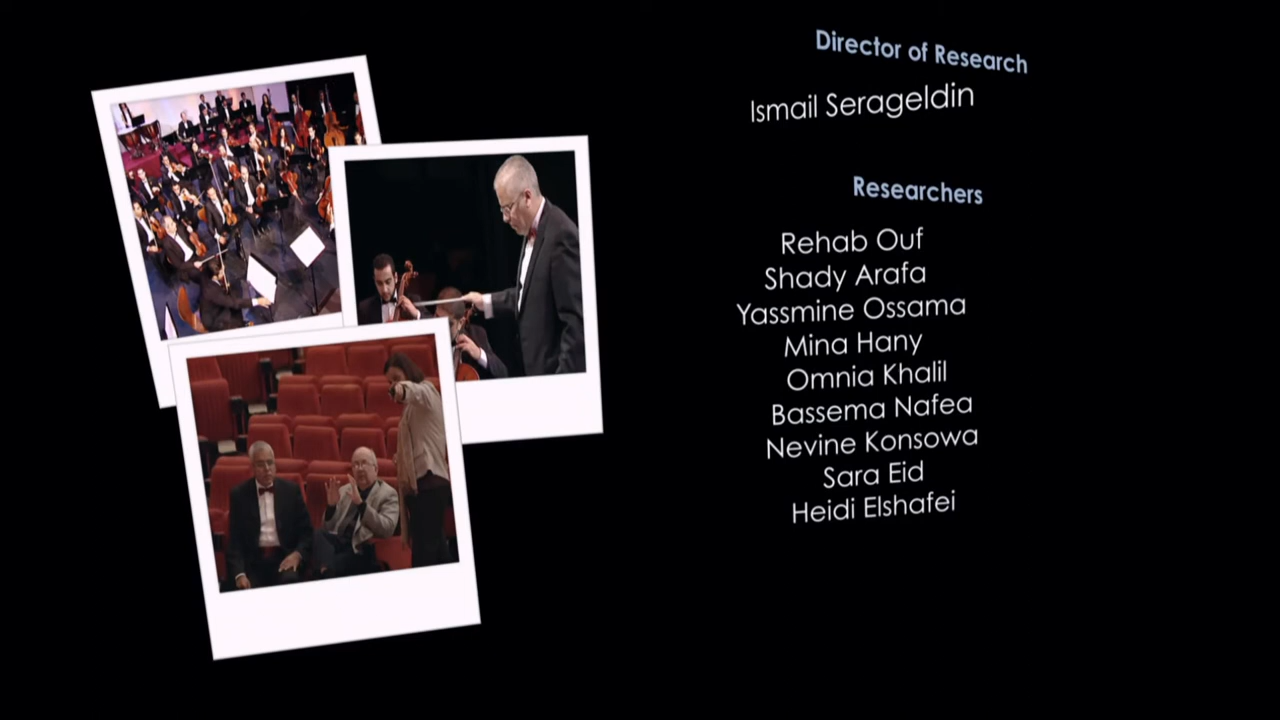 Director of Research
Ismail Serageldin
Researchers
Rehab Ouf
Shady Arafa
Yassmine Ossama
Mina Hany
Omnia Khalil
Bassema Nafea
Nevine Konsowa
Sara Eid
Heidi Elshafei